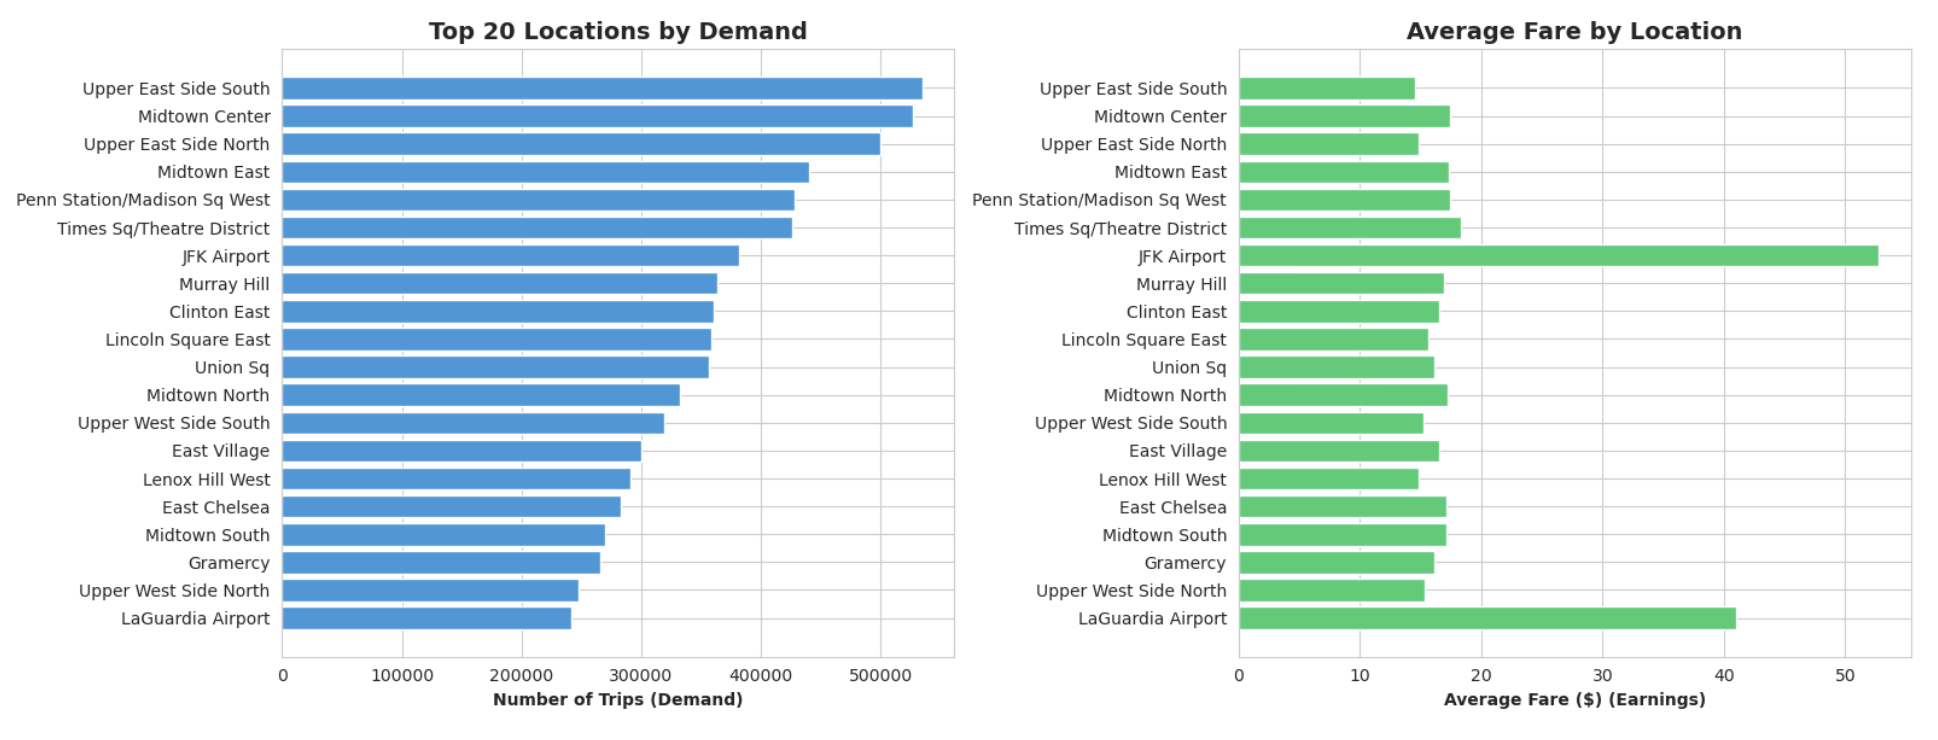 Top 20 Locations by Demand
Upper East Side South
Midtown Center
Upper East Side North
Midtown East
Penn Station/Madison Sq West
Times Sq/Theatre District
JFK Airport
Murray Hill
Clinton East
Lincoln Square East
Union Sq
Midtown North
Upper West Side South
East Village
Lenox Hill West
East Chelsea
Midtown South
Gramercy
Upper West Side North
LaGuardia Airport
0 100000 200000 300000 400000 500000
Number of Trips (Demand)
Average Fare by Location
Upper East Side South
Midtown Center
Upper East Side North
Midtown East
Penn Station/Madison Sq West
Times Sq/Theatre District
JFK Airport
Murray Hill
Clinton East
Lincoln Square East
Union Sq
Midtown North
Upper West Side South
East Village
Lenox Hill West
East Chelsea
Midtown South
Gramercy
Upper West Side North
LaGuardia Airport
0 10 20 30 40 50
Average Fare ($) (Earnings)